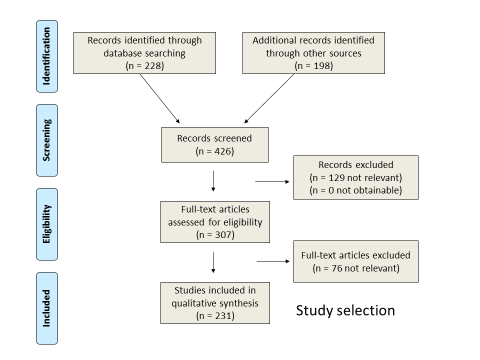 Identification
Records identified through
database searching
(n = 228)
Additional records identified
through other sources
(n = 198)
Screening
Records screened
(n = 426)
Records excluded
(n = 129 not relevant)
(n = 0 not obtainable)
Eligibility
Full-text articles
assessed for eligibility
(n = 307)
Full-text articles excluded
(n = 76 not relevant)
Included
Studies included in
qualitative synthesis
(n = 231)
Study selection